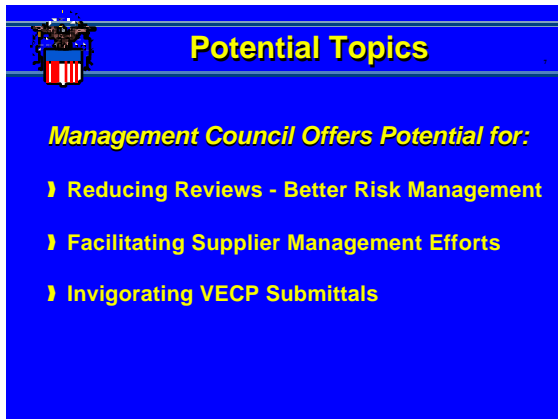 Potential Topics
Management Council Offers Potential for:
Reducing Reviews - Better Risk Management
Facilitating Supplier Management Efforts
Invigorating VECP Submittals